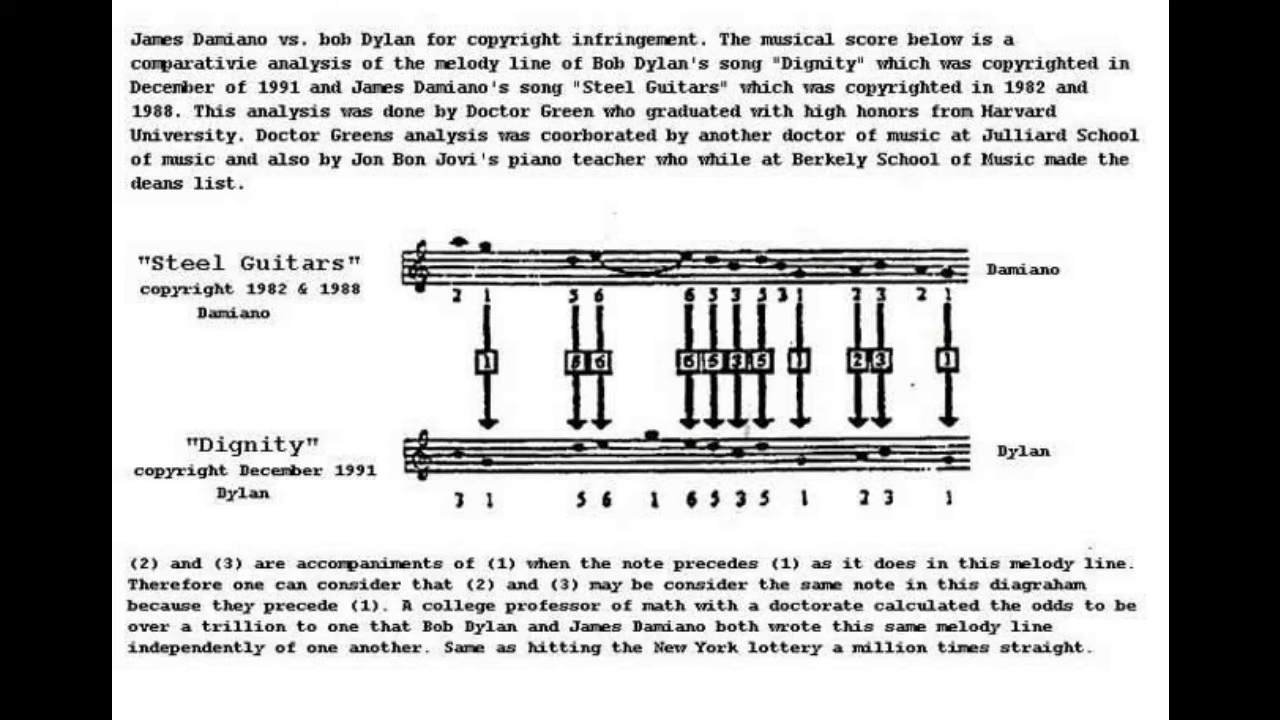 James Damiano vs. bob Dylan for copyright infringement. The musical score below is a
comparativie analysis of the melody line of Bob Dylan's song "Dignity" which was copyrighted in
December of 1991 and James Damiano's song "Steel Guitars" which was copyrighted in 1982 and
1988. This analysis was done by Doctor Green who graduated with high honors from Harvard
University. Doctor Greens analysis was coorborated by another doctor of music at Julliard School
of music and also by Jon Bon Jovi's piano teacher who while at Berkely School of Music made the
deans list.
"Steel Guitars"
copyright 1982 & 1988
Damiano
Damiano
2 1 5 6 6 5 3 5 3 1 2 3 2 1
1 5 6 6 5 3 5 1 2 3 1
"Dignity"
copyright December 1991
Dylan
Dylan
3 1 5 6 1 6 5 3 5 1 2 3 1
(2) and (3) are accompaniments of (1) when the note precedes (1) as it does in this melody line.
Therefore one can consider that (2) and (3) may be consider the same note in this diagraham
because they precede (1). A college professor of math with a doctorate calculated the odds to be
over a trillion to one that Bob Dylan and James Damiano both wrote this same melody line
independently of one another. Same as hitting the New York lottery a million times straight.